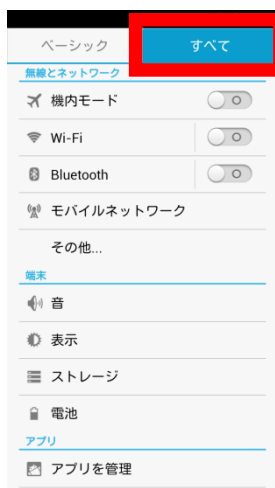 ベーシック すべて
無線とネットワーク
機内モード
Wi-Fi
Bluetooth
モバイルネットワーク
その他...
端末
音
表示
ストレージ
電池
アプリ
アプリを管理